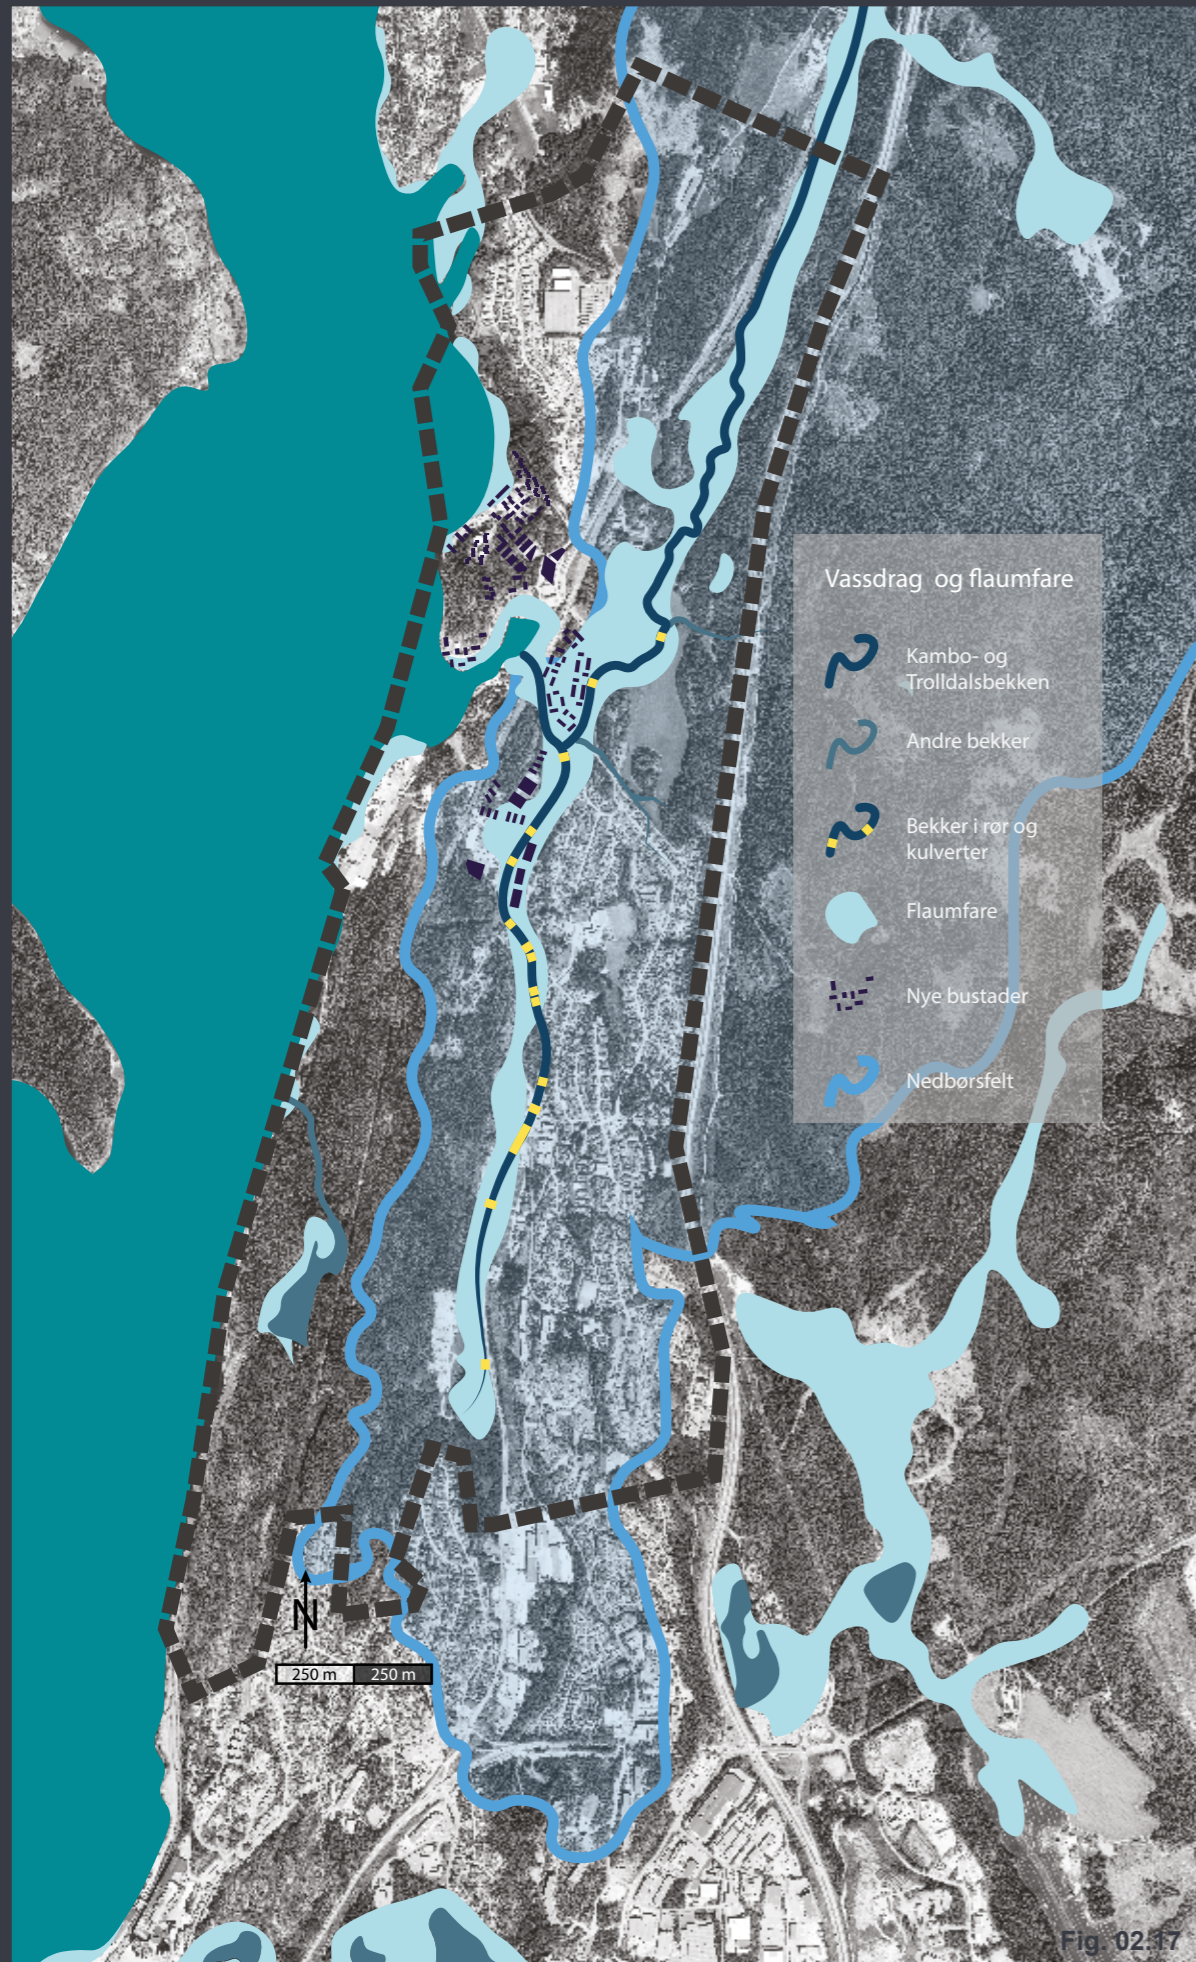 Vassdrag og flaumfare
Kambo- og
Trolldalsbekken
Andre bekker
Bekker i rør og
kulverter
Flaumfare
Nye bustader
Nedbørsfelt
N
250 m 250 m
Fig. 02.17